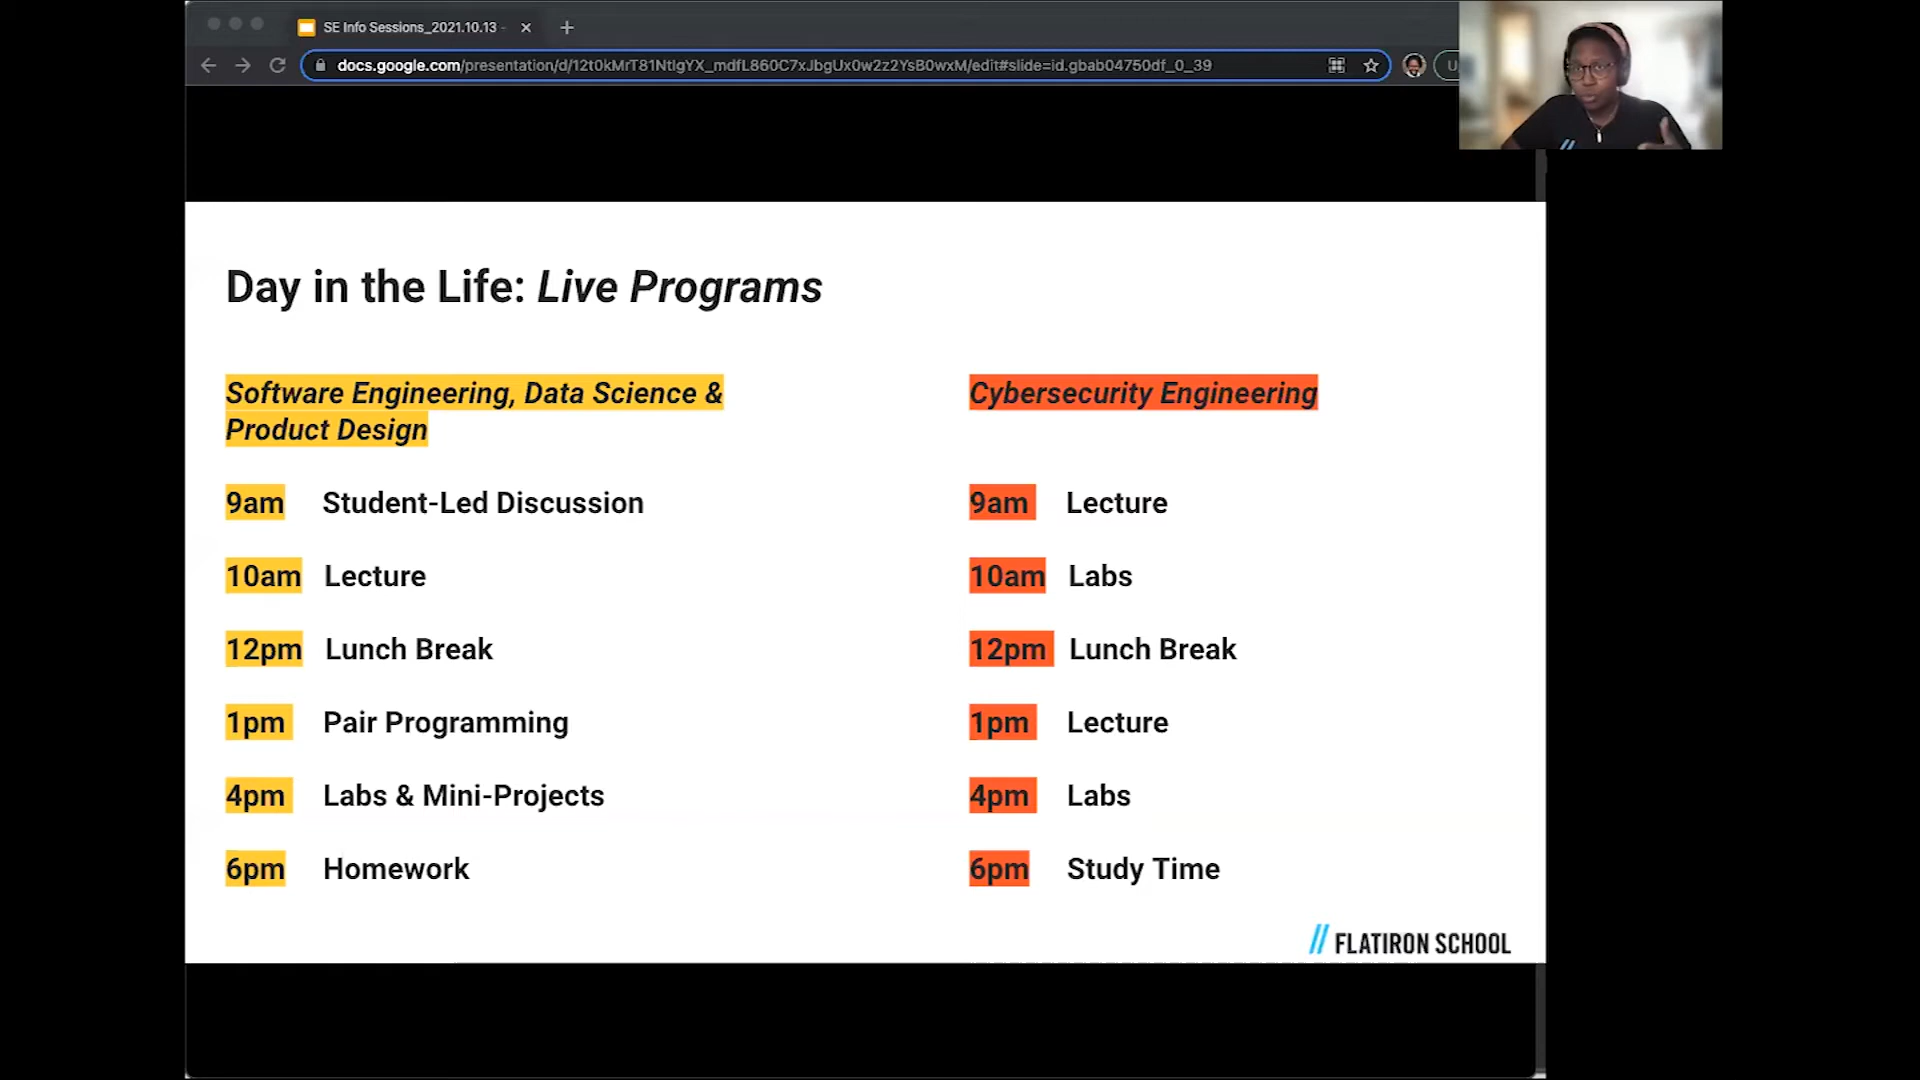 SE Info Sessions_2021.10.13 -
docs.google.com/presentation/d/12t0kMrT81NtlgYX_mdfL860C7xJbgUx0w2z2YsB0wxM/edit#slide=id.gbab04750df_0_39
U
Day in the Life: Live Programs
Software Engineering, Data Science &
Product Design
9am Student-Led Discussion
10am Lecture
12pm Lunch Break
1pm Pair Programming
4pm Labs & Mini-Projects
6pm Homework
Cybersecurity Engineering
9am Lecture
10am Labs
12pm Lunch Break
1pm Lecture
4pm Labs
6pm Study Time
// FLATIRON SCHOOL